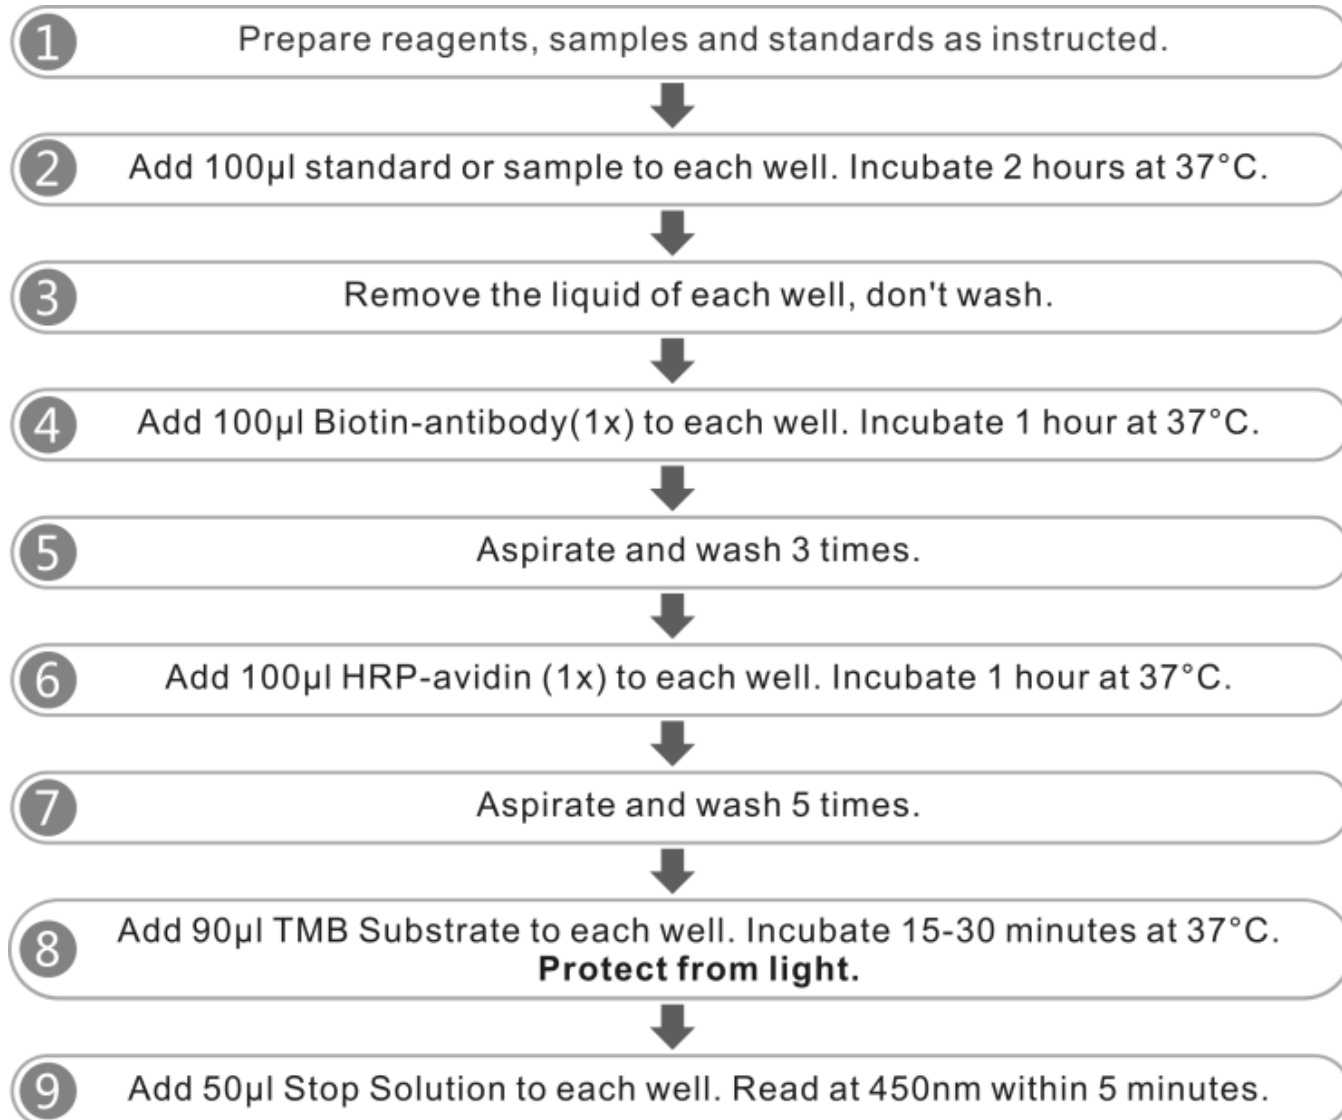 1 Prepare reagents, samples and standards as instructed.
2 Add 100µl standard or sample to each well. Incubate 2 hours at 37°C.
3 Remove the liquid of each well, don't wash.
4 Add 100µl Biotin-antibody(1x) to each well. Incubate 1 hour at 37°C.
5 Aspirate and wash 3 times.
6 Add 100µl HRP-avidin (1x) to each well. Incubate 1 hour at 37°C.
7 Aspirate and wash 5 times.
8 Add 90µl TMB Substrate to each well. Incubate 15-30 minutes at 37°C.
Protect from light.
9 Add 50µl Stop Solution to each well. Read at 450nm within 5 minutes.